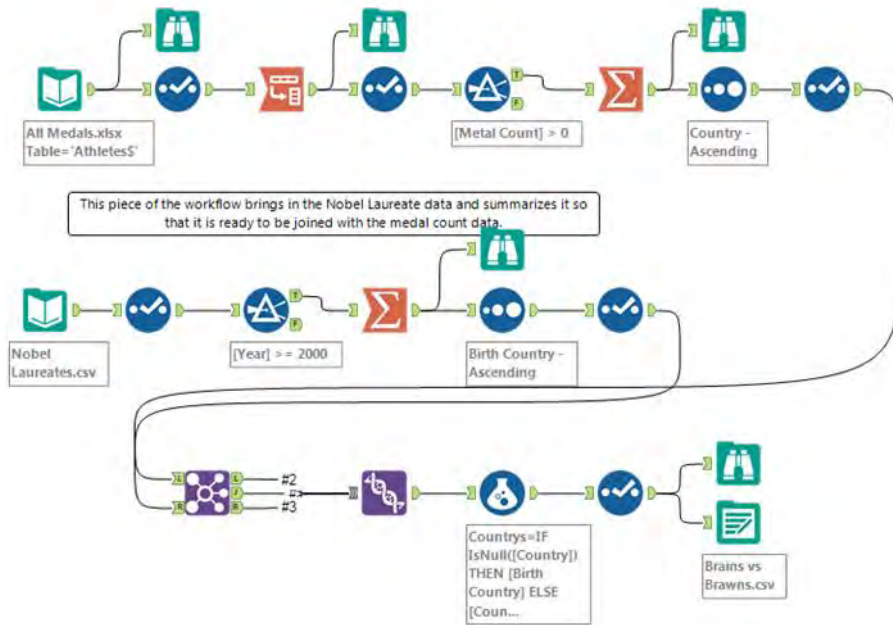 T
F
All Medals.xlsx
Table='Athletes$'
[Metal Count] > 0
Country -
Ascending
This piece of the workflow brings in the Nobel Laureate data and summarizes it so
that it is ready to be joined with the medal count data.
T
F
Nobel
Laureates.csv
[Year] >= 2000
Birth Country -
Ascending
L
R
L
J
R
#2
#3
Countrys=IF
IsNull([Country])
THEN [Birth
Country] ELSE
[Coun...
Brains vs
Brawns.csv